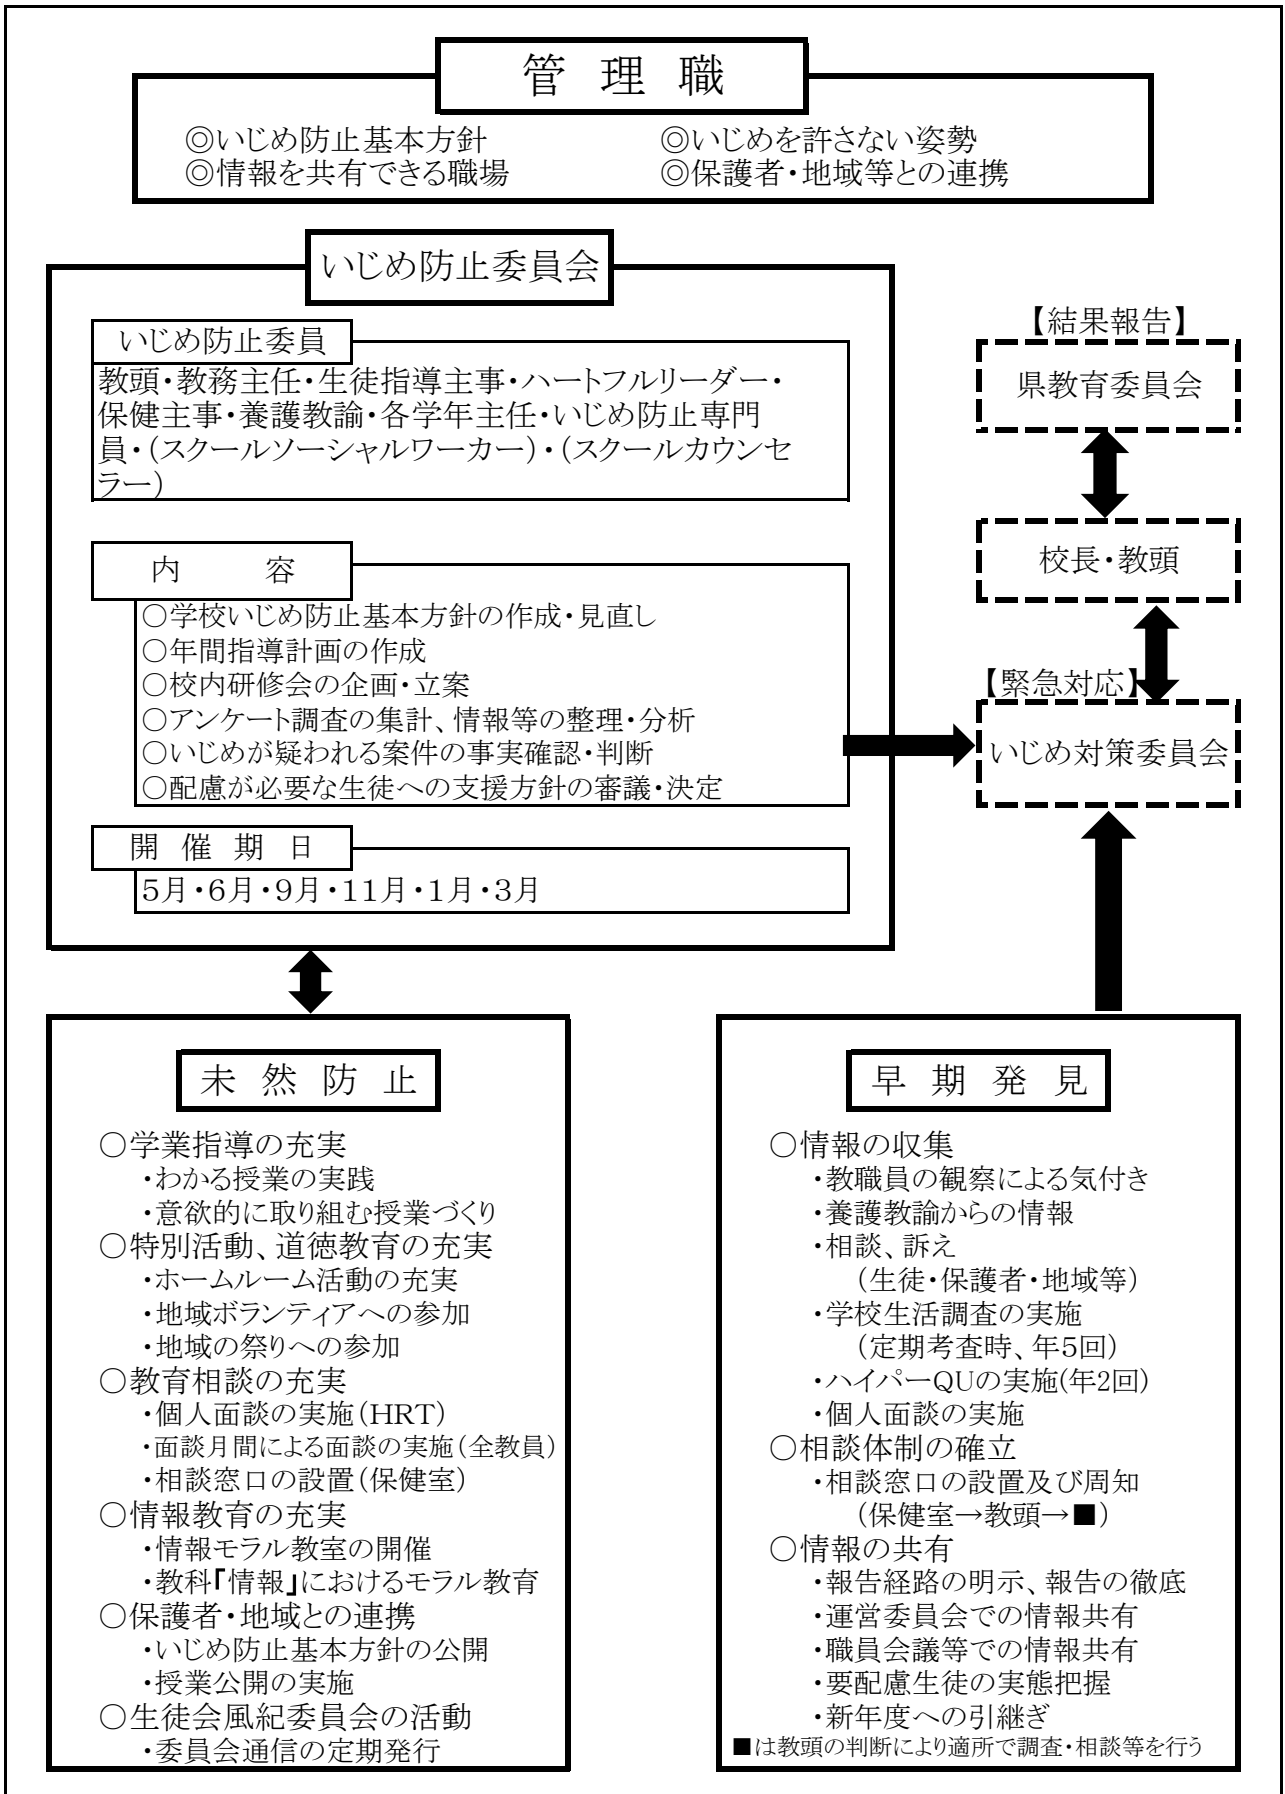 管理職
◎いじめ防止基本方針
◎いじめを許さない姿勢
◎情報を共有できる職場
◎保護者・地域等との連携
いじめ防止委員会
いじめ防止委員
教頭・教務主任・生徒指導主事・ハートフルリーダー・
保健主事・養護教諭・各学年主任・いじめ防止専門
員・(スクールソーシャルワーカー)・(スクールカウンセ
ラー)
内容
○学校いじめ防止基本方針の作成・見直し
○年間指導計画の作成
○校内研修会の企画・立案
○アンケート調査の集計、情報等の整理・分析
○いじめが疑われる案件の事実確認・判断
○配慮が必要な生徒への支援方針の審議・決定
開催期日
5月・6月・9月・11月・1月・3月
【結果報告】
県教育委員会
校長・教頭
【緊急対応】
いじめ対策委員会
未然防止
○学業指導の充実
・わかる授業の実践
・意欲的に取り組む授業づくり
○特別活動、道徳教育の充実
・ホームルーム活動の充実
・地域ボランティアへの参加
・地域の祭りへの参加
○教育相談の充実
・個人面談の実施(HRT)
・面談月間による面談の実施(全教員)
・相談窓口の設置(保健室)
○情報教育の充実
・情報モラル教室の開催
・教科「情報」におけるモラル教育
○保護者・地域との連携
・いじめ防止基本方針の公開
・授業公開の実施
○生徒会風紀委員会の活動
・委員会通信の定期発行
早期発見
○情報の収集
・教職員の観察による気付き
・養護教諭からの情報
・相談、訴え
(生徒・保護者・地域等)
・学校生活調査の実施
(定期考査時、年5回)
・ハイパーQUの実施(年2回)
・個人面談の実施
○相談体制の確立
・相談窓口の設置及び周知
(保健室→教頭→■)
○情報の共有
・報告経路の明示、報告の徹底
・運営委員会での情報共有
・職員会議等での情報共有
・要配慮生徒の実態把握
・新年度への引継ぎ
■は教頭の判断により適所で調査・相談等を行う